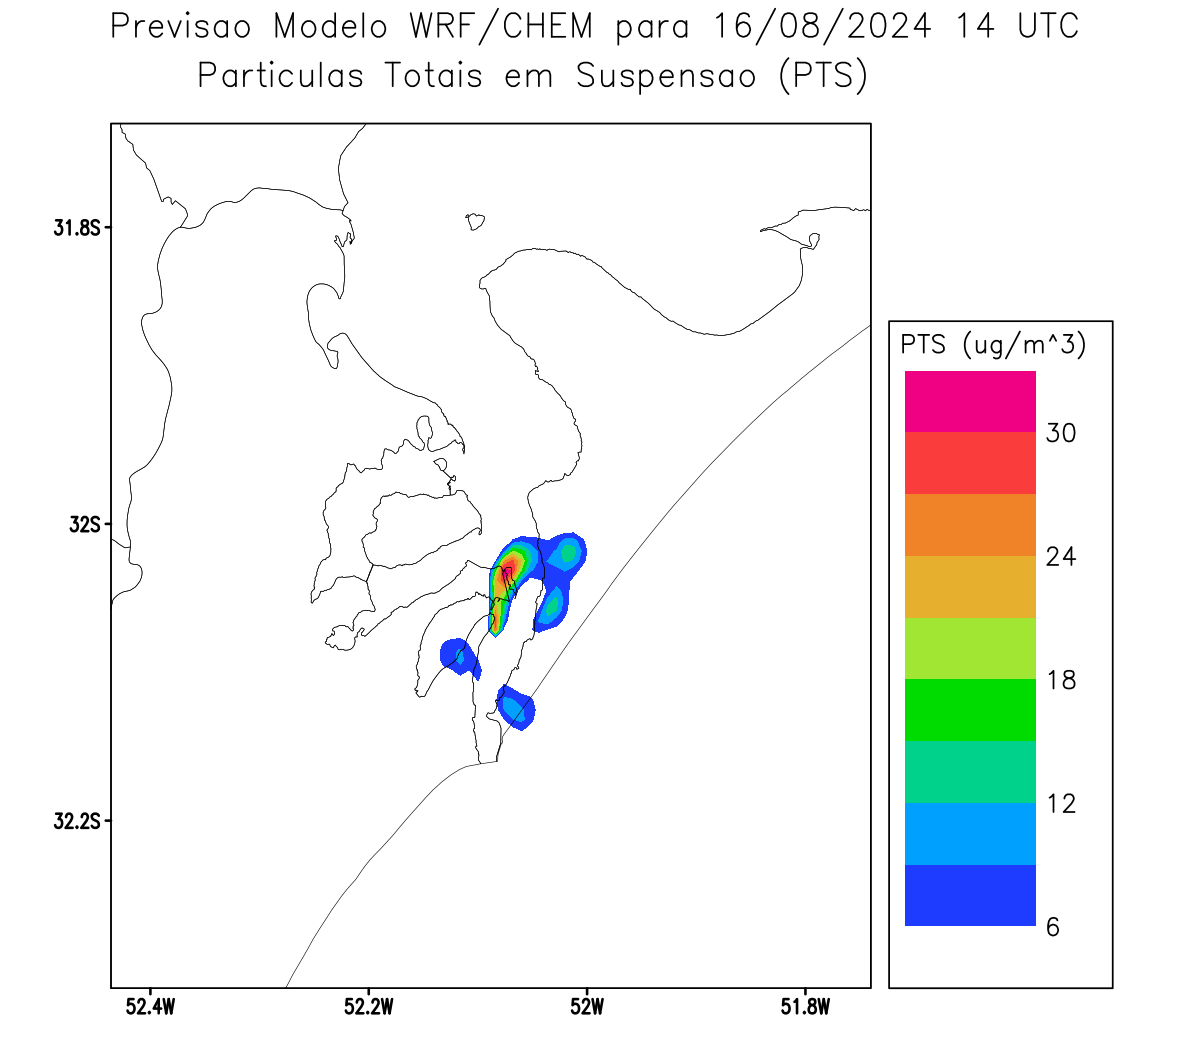 Previsao Modelo WRF/CHEM para 16/08/2024 14 UTC
Particulas Totais em Suspensao (PTS)
31.8S
32S
32.2S
52.4W
52.2W
52W
51.8W
PTS (ug/m^3)
30
24
18
12
6